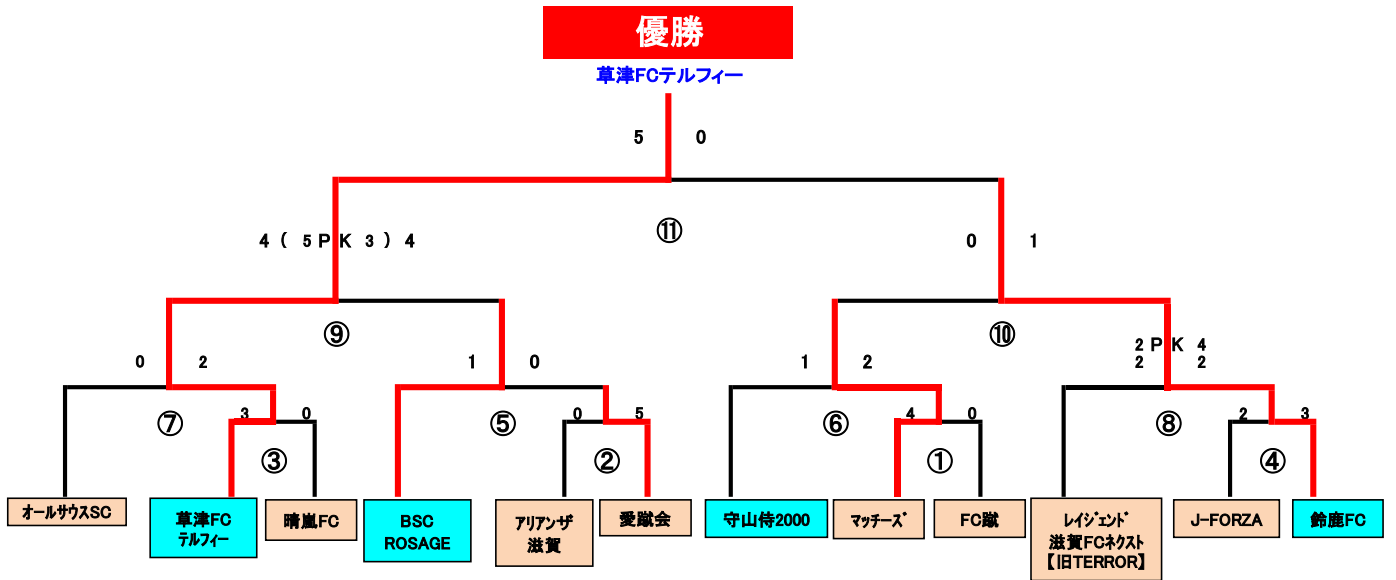 優勝
草津FCテルフィー
5 0
4 ( 5 P K 3 ) 4
⑪
0 1
⑨
⑩
0 2
1 0
1 2
2 P K 4
2 2
⑦
3 0
⑤
0 5
⑥
4 0
⑧
2 3
③
②
①
④
オールサウスSC
草津FC
テルフィー
晴嵐FC
BSC
ROSAGE
アリアンザ
滋賀
愛蹴会
守山侍2000
マッチーズ
FC蹴
レイジェンド
滋賀FCネクスト
【旧TERROR】
J-FORZA
鈴鹿FC